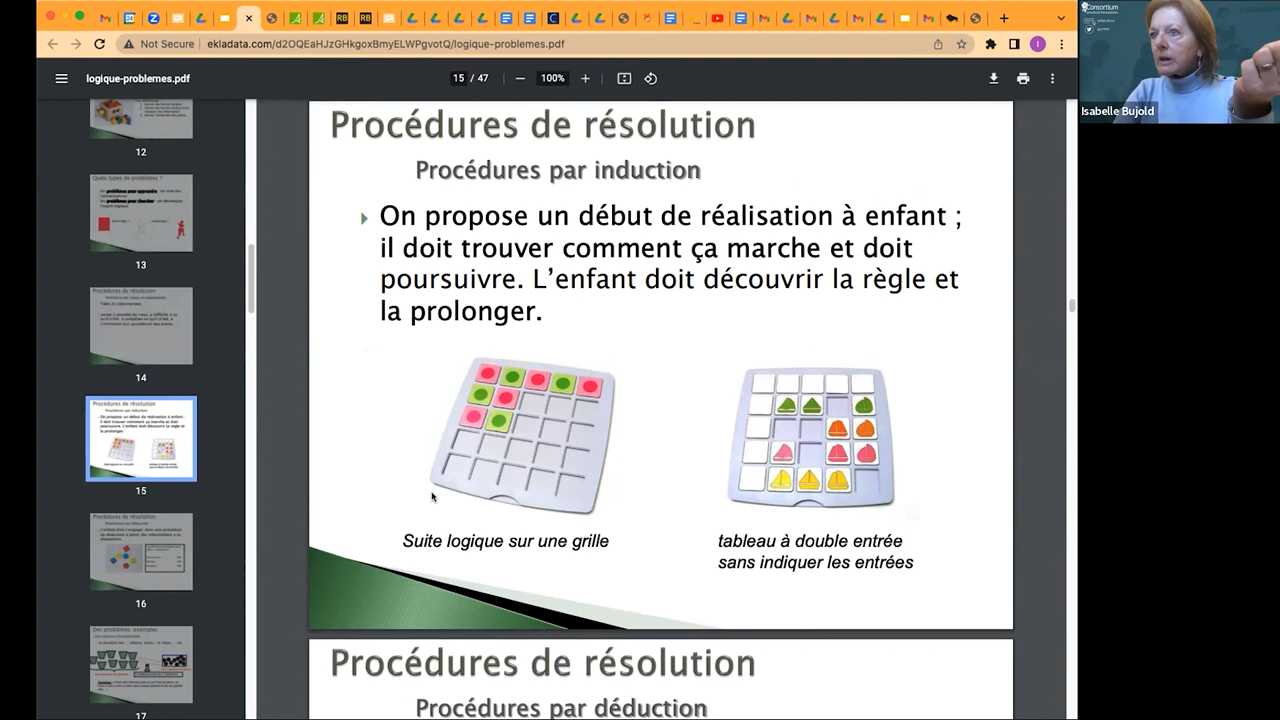 Not Secure
ekladata.com/d2OQEaHJzGHkgoxBmyELWPgvotQ/logique-problemes.pdf
logique-problemes.pdf
15 / 47
100%
Consortium
Isabelle Bujold
12
13
14
15
16
17
Procédures de résolution
Procédures par induction
On propose un début de réalisation à enfant ;
il doit trouver comment ça marche et doit
poursuivre. L’enfant doit découvrir la règle et
la prolonger.
Suite logique sur une grille
tableau à double entrée
sans indiquer les entrées
Procédures de résolution
Procédures par déduction